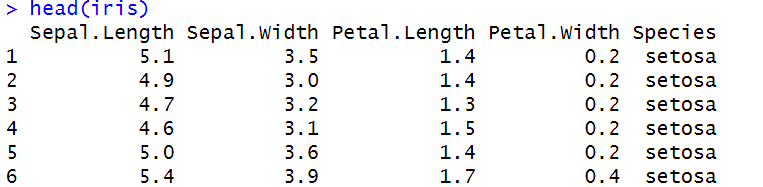 > head(iris)
  Sepal.Length Sepal.Width Petal.Length Petal.Width Species
1          5.1         3.5          1.4         0.2  setosa
2          4.9         3.0          1.4         0.2  setosa
3          4.7         3.2          1.3         0.2  setosa
4          4.6         3.1          1.5         0.2  setosa
5          5.0         3.6          1.4         0.2  setosa
6          5.4         3.9          1.7         0.4  setosa